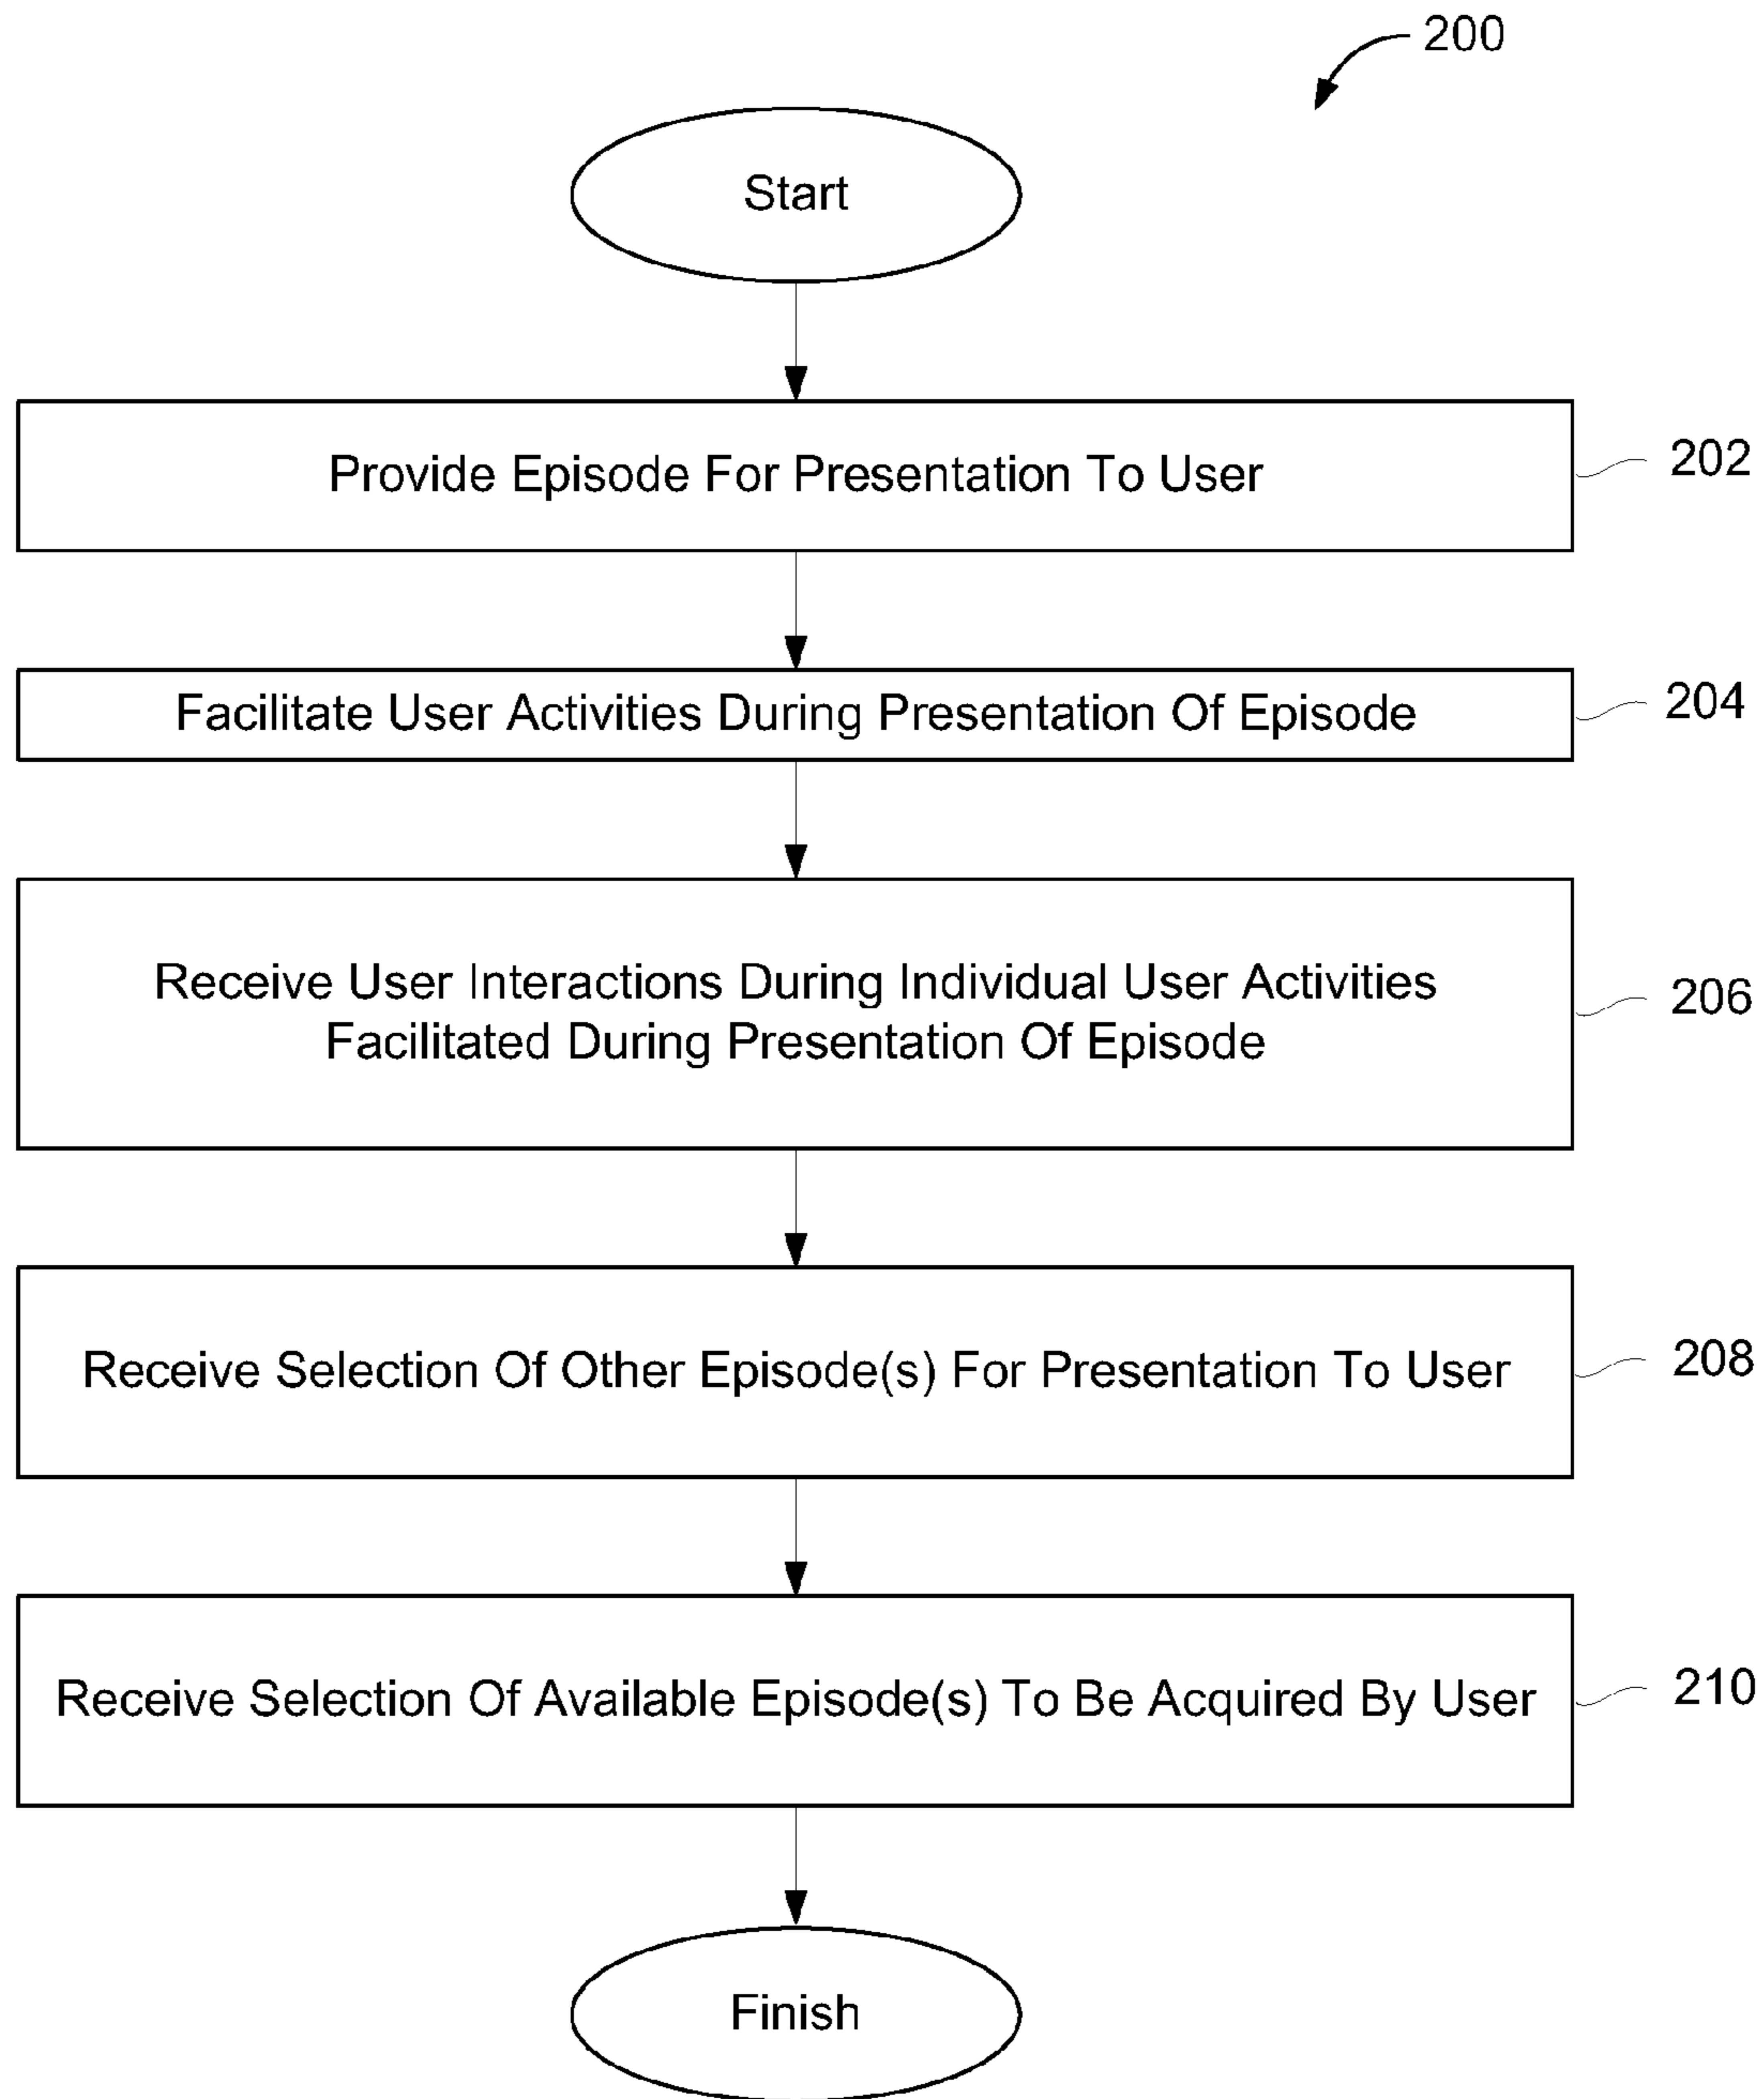 200
Start
Provide Episode For Presentation To User
202
Facilitate User Activities During Presentation Of Episode
204
Receive User Interactions During Individual User Activities
Facilitated During Presentation Of Episode
206
Receive Selection Of Other Episode(s) For Presentation To User
208
Receive Selection Of Available Episode(s) To Be Acquired By User
210
Finish